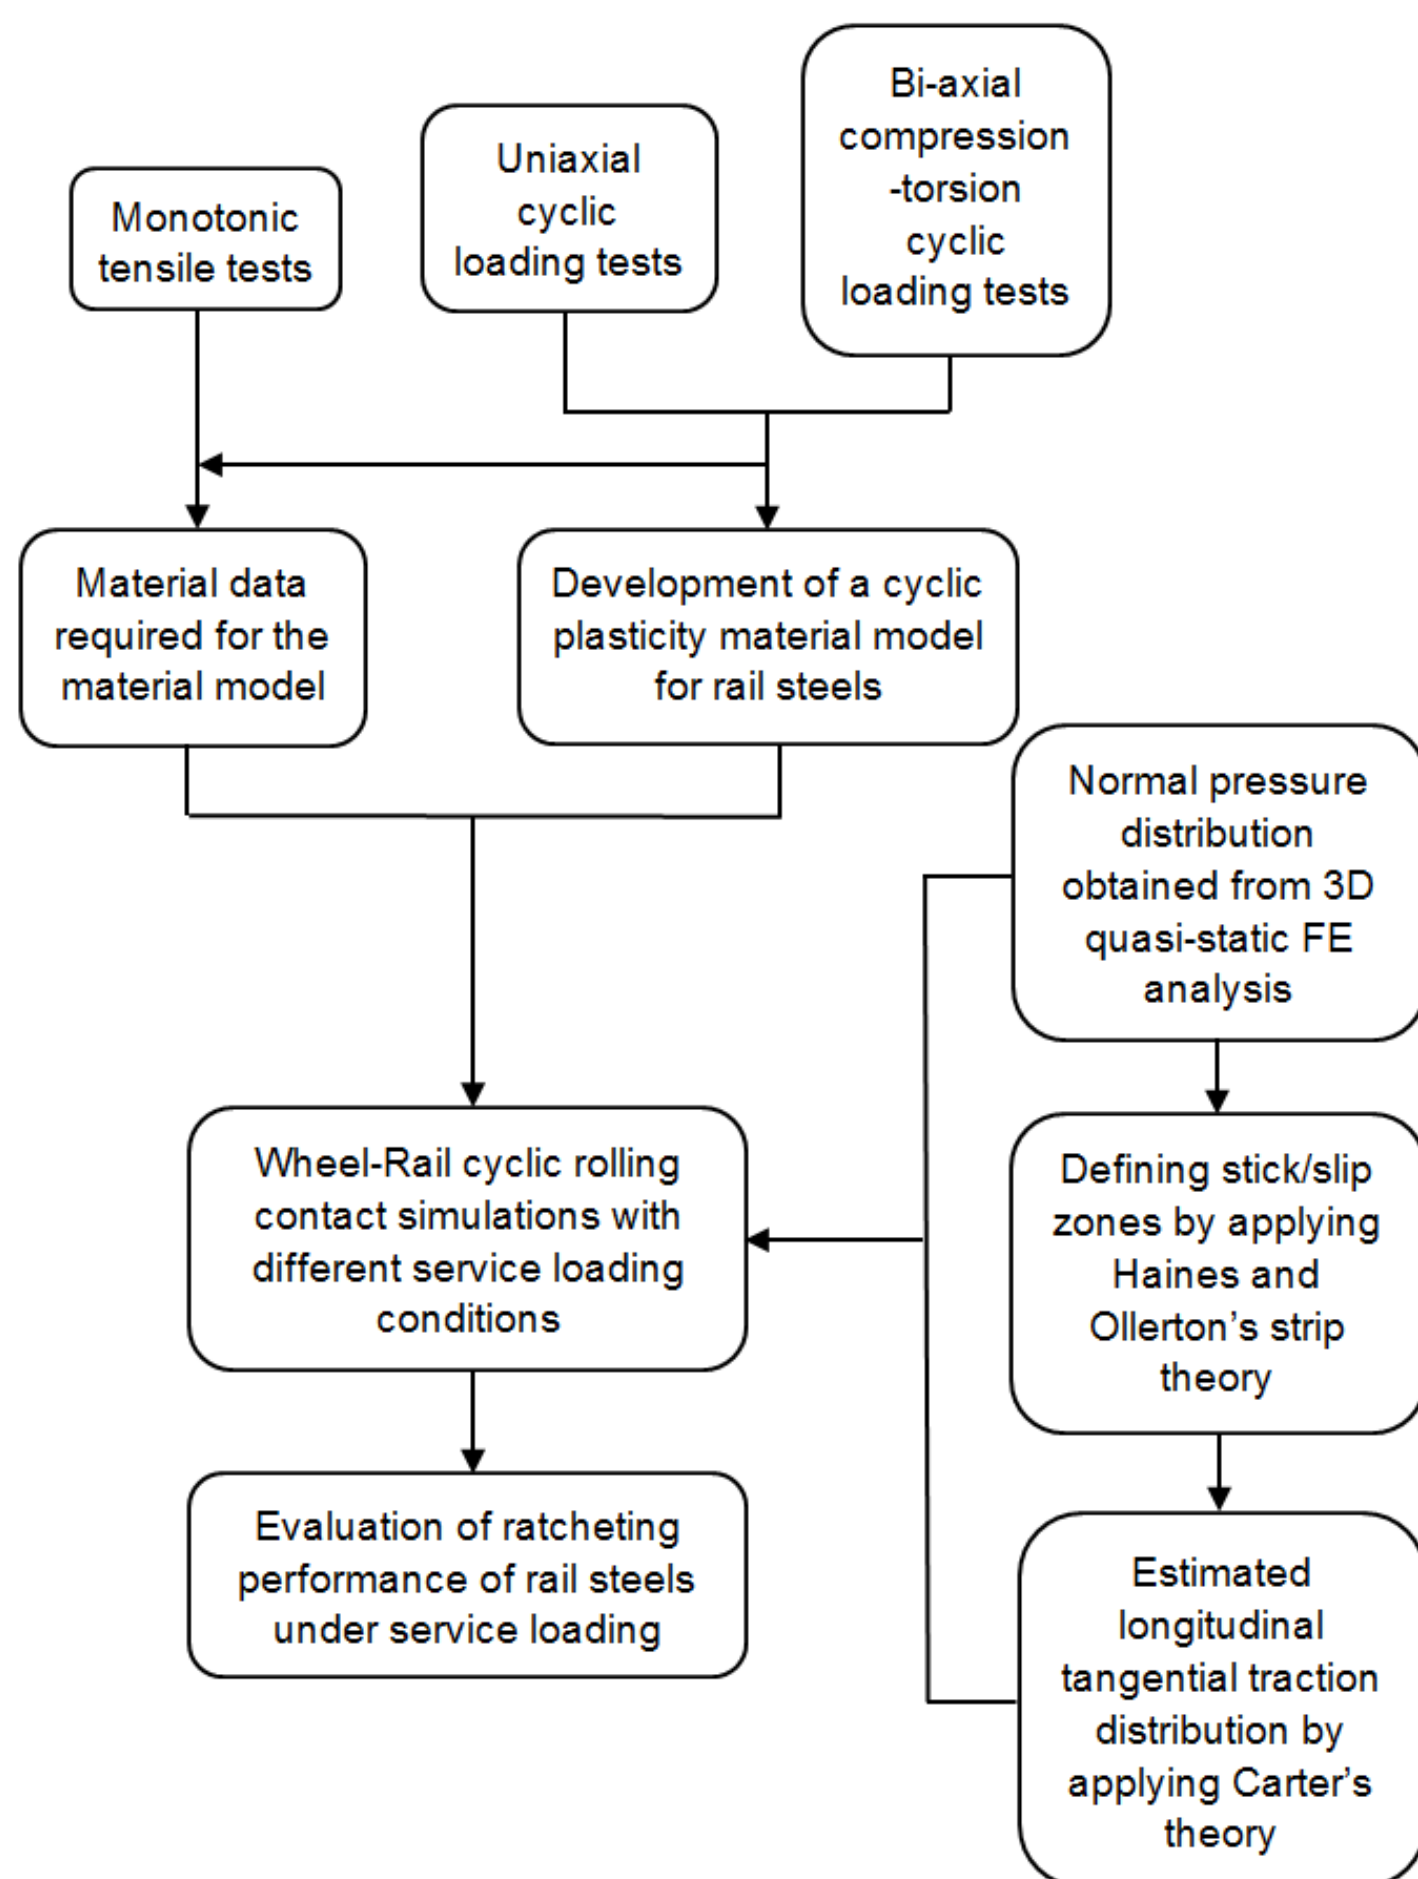 Monotonic
tensile tests
Uniaxial
cyclic
loading tests
Bi-axial
compression
-torsion
cyclic
loading tests
Material data
required for the
material model
Development of a cyclic
plasticity material model
for rail steels
Normal pressure
distribution
obtained from 3D
quasi-static FE
analysis
Wheel-Rail cyclic rolling
contact simulations with
different service loading
conditions
Defining stick/slip
zones by applying
Haines and
Ollerton’s strip
theory
Evaluation of ratcheting
performance of rail steels
under service loading
Estimated
longitudinal
tangential traction
distribution by
applying Carter’s
theory